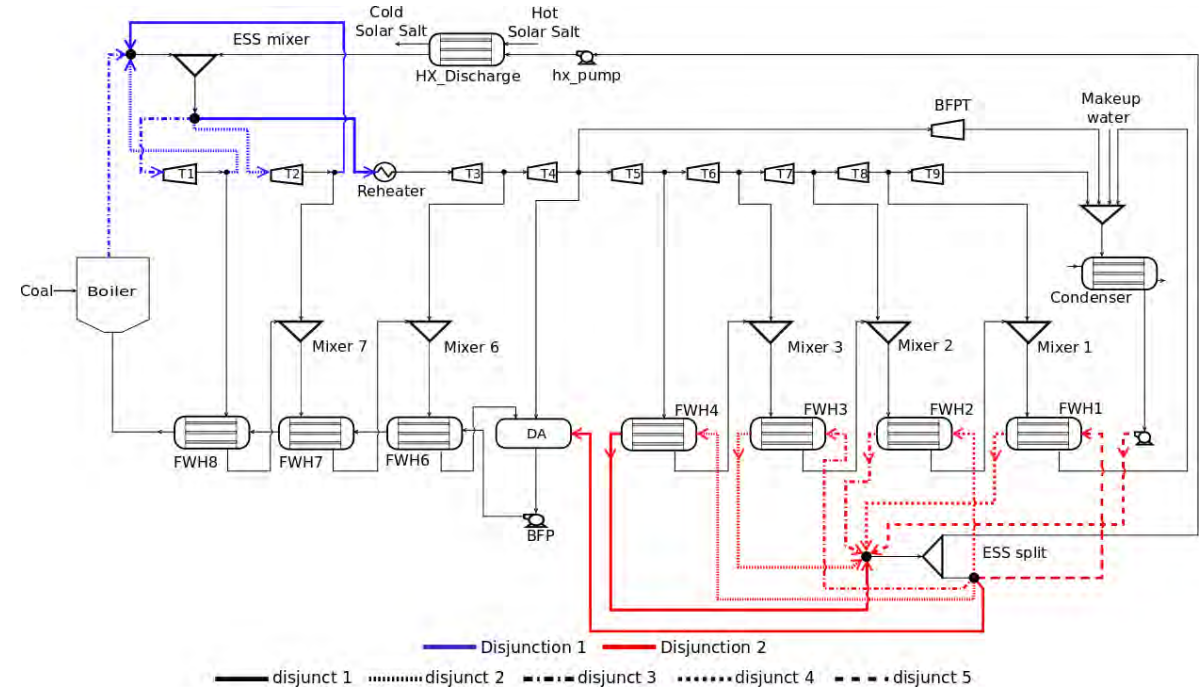 Cold
Solar Salt
Hot
Solar Salt
ESS mixer
HX_Discharge
hx_pump
BFPT
Makeup
water
T1
T2
Reheater
T3
T4
T5
T6
T7
T8
T9
Coal
Boiler
Condenser
Mixer 7
Mixer 6
Mixer 3
Mixer 2
Mixer 1
FWH8
FWH7
FWH6
DA
FWH4
FWH3
FWH2
FWH1
BFP
ESS split
Disjunction 1
Disjunction 2
disjunct 1
disjunct 2
disjunct 3
disjunct 4
disjunct 5